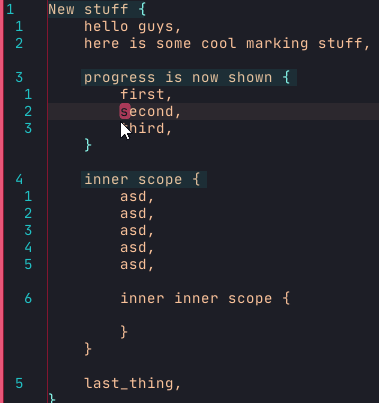 1 New stuff {
1 hello guys,
2 here is some cool marking stuff,
3 progress is now shown {
1 first,
2 second,
3 third,
}
4 inner scope {
1 asd,
2 asd,
3 asd,
4 asd,
5 asd,
6 inner inner scope {
}
}
5 last_thing,
}